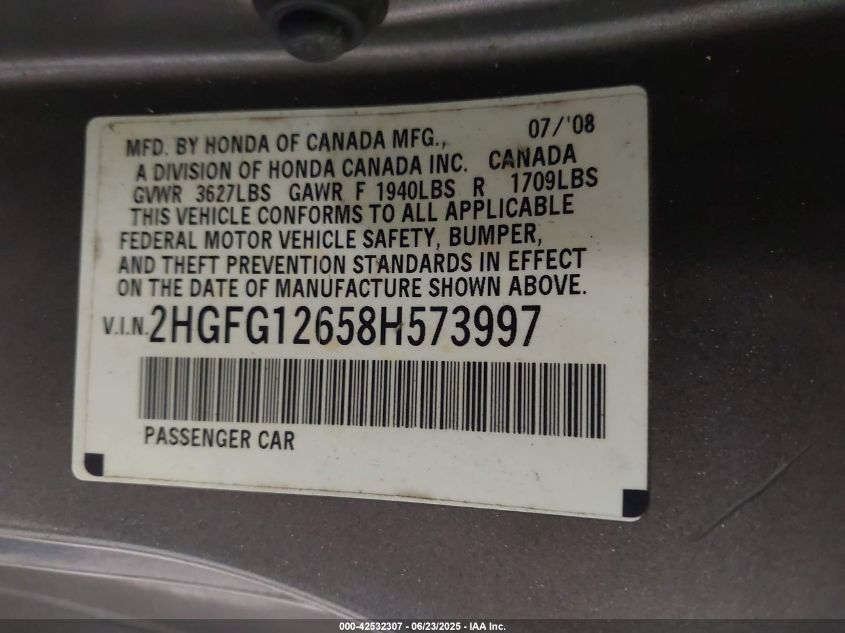 07/'08
MFD. BY HONDA OF CANADA MFG.,
A DIVISION OF HONDA CANADA INC. CANADA
GVWR 3627LBS GAWR F 1940LBS R 1709LBS
THIS VEHICLE CONFORMS TO ALL APPLICABLE
FEDERAL MOTOR VEHICLE SAFETY, BUMPER,
AND THEFT PREVENTION STANDARDS IN EFFECT
ON THE DATE OF MANUFACTURE SHOWN ABOVE.
V.I.N. 2HGFG12658H573997
PASSENGER CAR
000-42532307 - 06/23/2025 - IAA Inc.